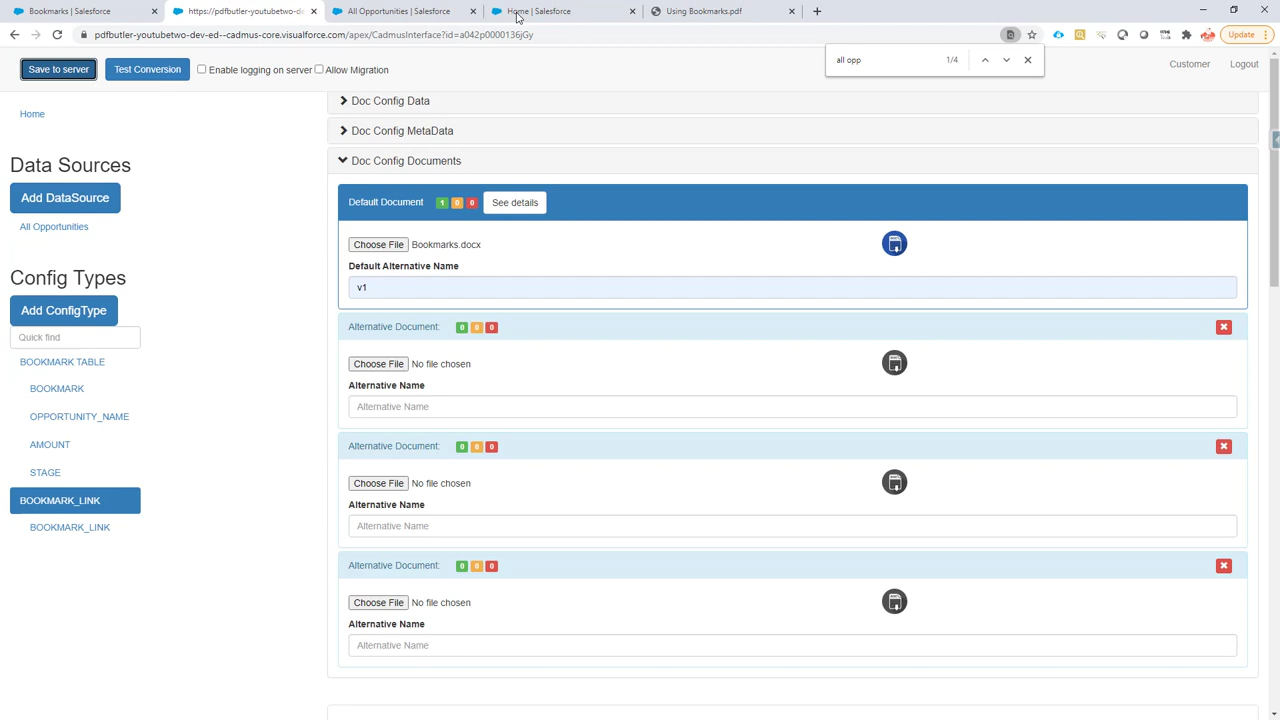 Bookmarks | Salesforce
https://pdfbutler-youtubetwo-de
All Opportunities | Salesforce
Home | Salesforce
Using Bookmarks.pdf
pdfbutler-youtubetwo-dev-ed--cadmus-core.visualforce.com/apex/CadmusInterface?id=a042p0000136jGy
Update
all opp 1/4
Save to server
Test Conversion
Enable logging on server
Allow Migration
Customer
Logout
Home
Data Sources
Add DataSource
All Opportunities
Config Types
Add ConfigType
Quick find
BOOKMARK TABLE
BOOKMARK
OPPORTUNITY_NAME
AMOUNT
STAGE
BOOKMARK_LINK
BOOKMARK_LINK
Doc Config Data
Doc Config MetaData
Doc Config Documents
Default Document 1 0 0 See details
Choose File Bookmarks.docx
Default Alternative Name
v1
Alternative Document: 0 0 0
Choose File No file chosen
Alternative Name
Alternative Name
Alternative Document: 0 0 0
Choose File No file chosen
Alternative Name
Alternative Name
Alternative Document: 0 0 0
Choose File No file chosen
Alternative Name
Alternative Name